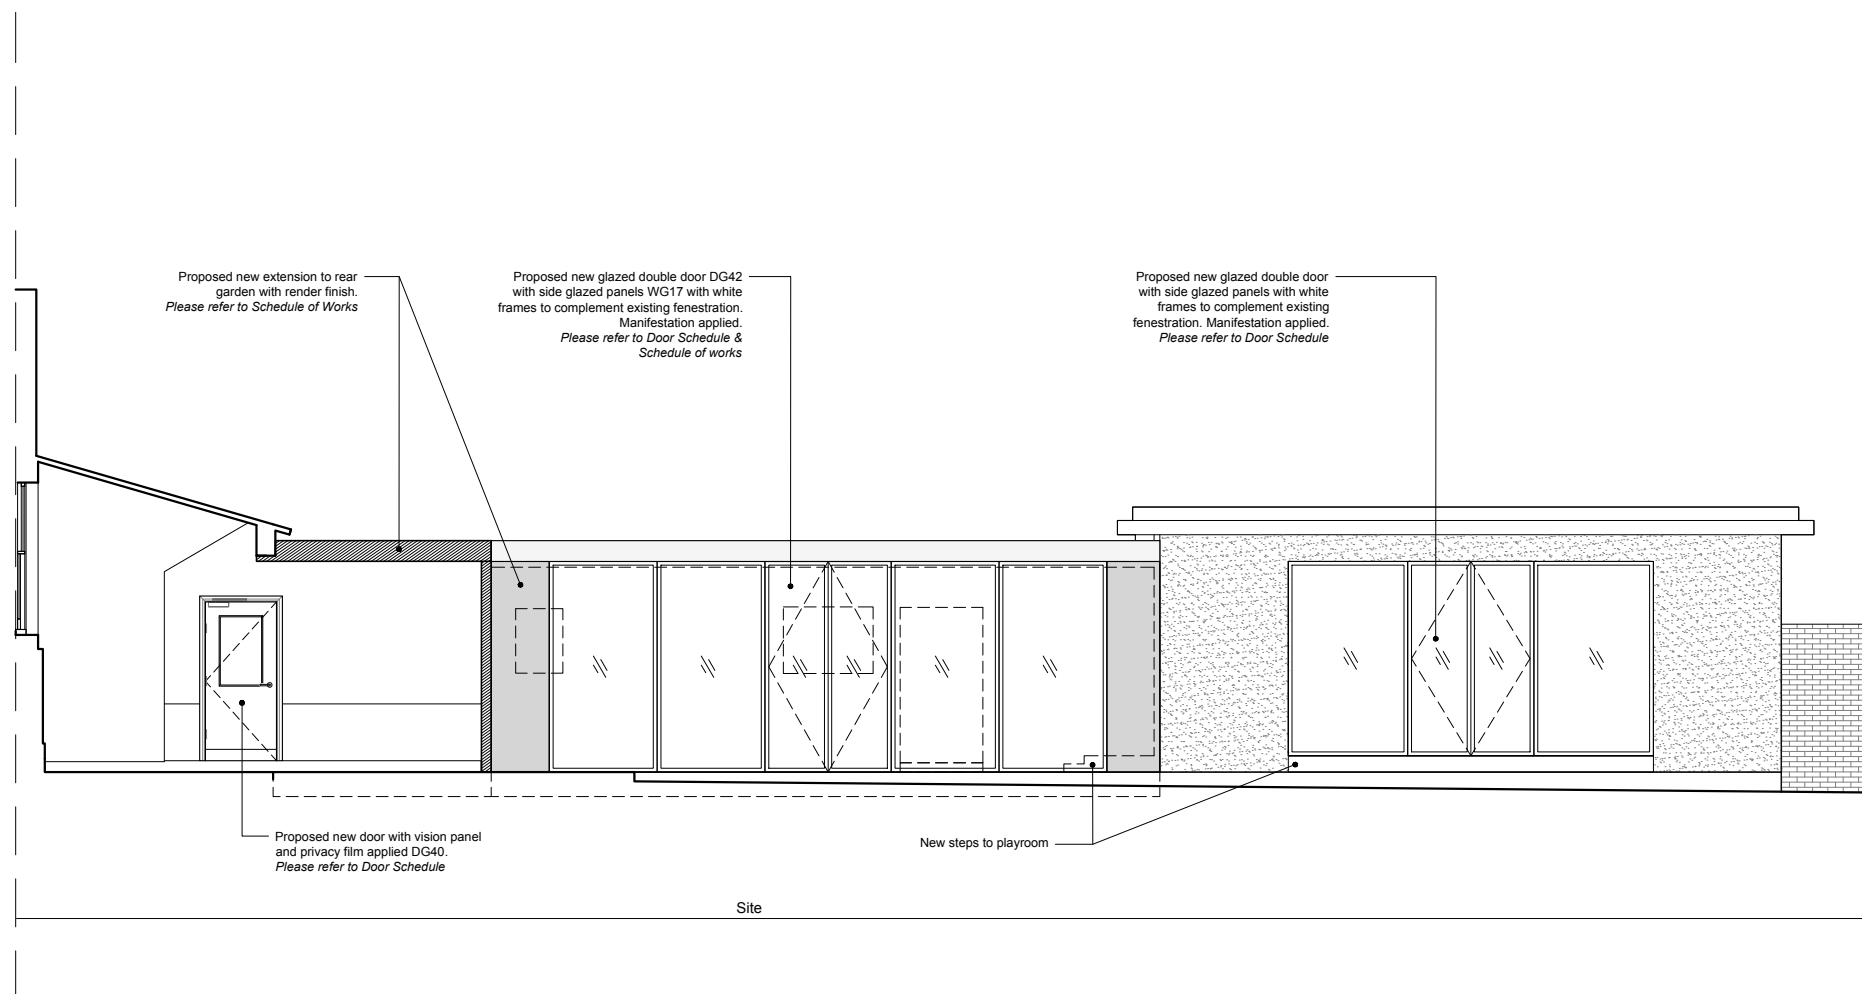 Proposed new extension to rear
garden with render finish.
Please refer to Schedule of Works
Proposed new glazed double door DG42
with side glazed panels WG17 with white
frames to complement existing fenestration.
Manifestation applied.
Please refer to Door Schedule &
Schedule of works
Proposed new glazed double door
with side glazed panels with white
frames to complement existing
fenestration. Manifestation applied.
Please refer to Door Schedule
Proposed new door with vision panel
and privacy film applied DG40.
Please refer to Door Schedule
New steps to playroom
Site